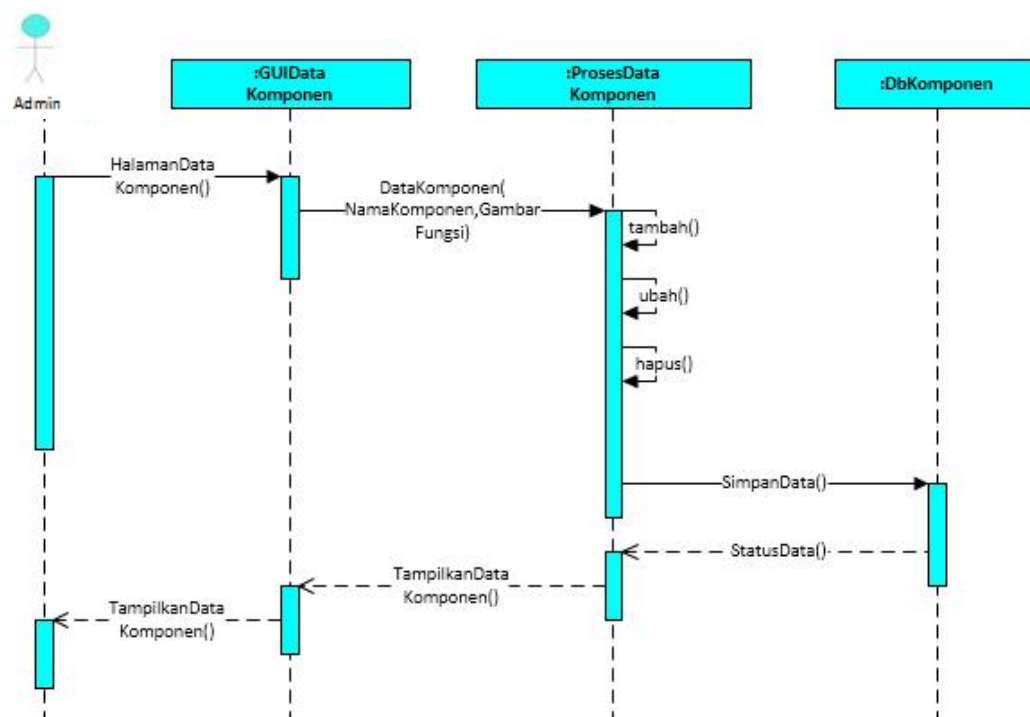 Admin
:GUIData
Komponen
:ProsesData
Komponen
:DbKomponen
HalamanData
Komponen()
DataKomponen(
NamaKomponen,Gambar
Fungsi)
tambah()
ubah()
hapus()
SimpanData()
StatusData()
TampilkanData
Komponen()
TampilkanData
Komponen()